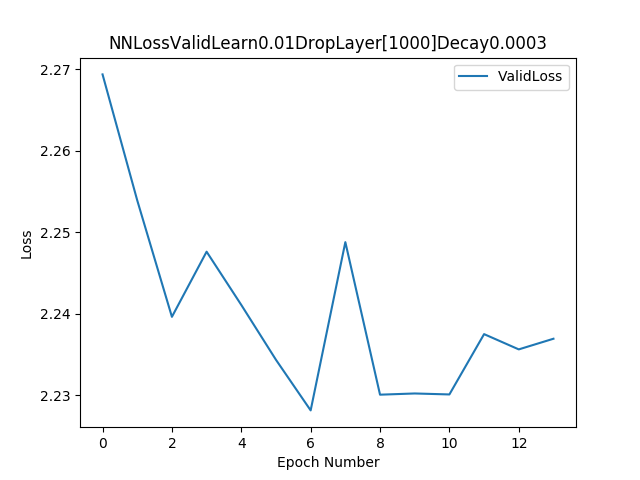 NNLossValidLearn0.01DropLayer[1000]Decay0.0003
ValidLoss
2.27
2.26
2.25
2.24
2.23
Loss
0 2 4 6 8 10 12
Epoch Number